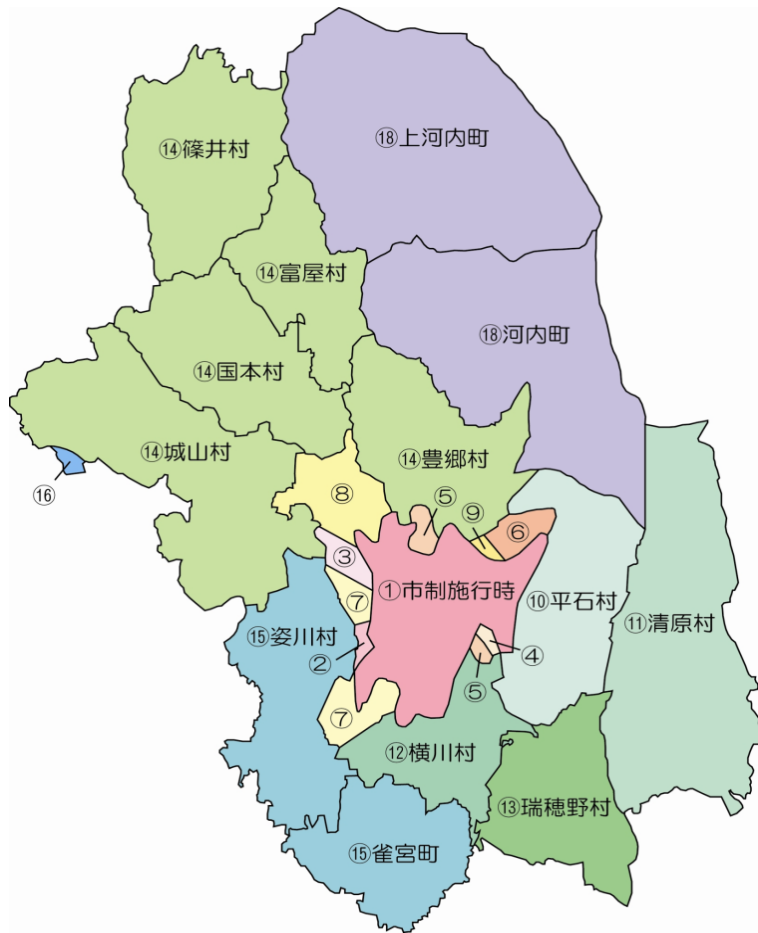 ⑭篠井村
⑱上河内町
⑭富屋村
⑱河内町
⑭国本村
⑭城山村
⑭豊郷村
⑯
⑧
⑤
⑨
⑥
③
①市制施行時
⑦
⑩平石村
⑪清原村
⑮姿川村
②
④
⑤
⑦
⑫横川村
⑬瑞穂野村
⑮雀宮町